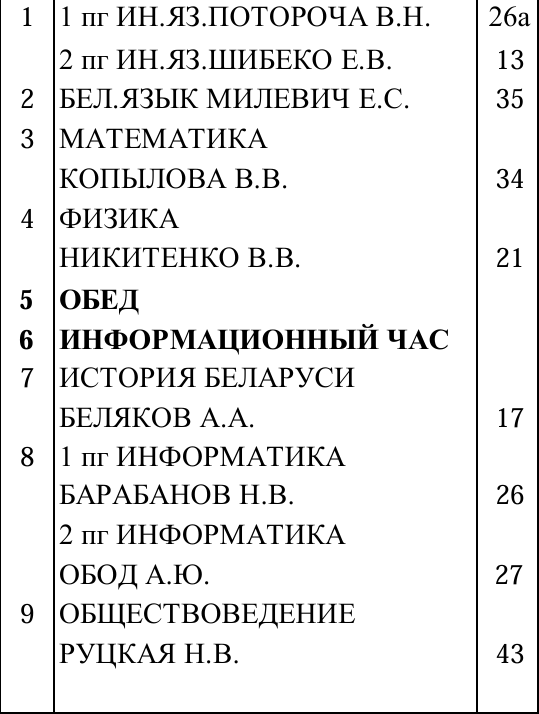 1 1 пг ИН.ЯЗ.ПОТОРОЧА В.Н. 26а
2 пг ИН.ЯЗ.ШИБЕКО Е.В. 13
2 БЕЛ.ЯЗЫК МИЛЕВИЧ Е.С. 35
3 МАТЕМАТИКА
КОПЫЛОВА В.В. 34
4 ФИЗИКА
НИКИТЕНКО В.В. 21
5 ОБЕД
6 ИНФОРМАЦИОННЫЙ ЧАС
7 ИСТОРИЯ БЕЛАРУСИ
БЕЛЯКОВ А.А. 17
8 1 пг ИНФОРМАТИКА
БАРАБАНОВ Н.В. 26
2 пг ИНФОРМАТИКА
ОБОД А.Ю. 27
9 ОБЩЕСТВОВЕДЕНИЕ
РУЦКАЯ Н.В. 43